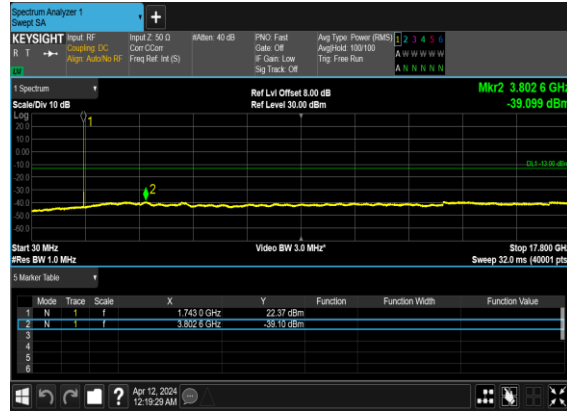 Spectrum Analyzer 1
Swept SA
+
KEYSIGHT Input: RF Input Z: 50 Ω #Atten: 40 dB PNO: Fast Avg Type: Power (RMS) 1 2 3 4 5 6
R T Coupling: DC Corr CCorr Gate: Off Avg|Hold: 100/100 A W W W W W
Align: Auto/No RF Freq Ref: Int (S) IF Gain: Low Trig: Free Run
Sig Track: Off A N N N N N
1 Spectrum Ref Lvl Offset 8.00 dB Mkr2 3.802 6 GHz
Scale/Div 10 dB Ref Level 30.00 dBm -39.099 dBm
Log
20.0
10.0
0.00
-10.0
-20.0
-30.0
-40.0
-50.0
-60.0
1
2
DL1 -13.00 dBm
Start 30 MHz Video BW 3.0 MHz* Stop 17.800 GHz
#Res BW 1.0 MHz Sweep 32.0 ms (40001 pts
5 Marker Table
Mode Trace Scale X Y Function Function Width Function Value
1 N 1 f 1.743 0 GHz 22.37 dBm
2 N 1 f 3.802 6 GHz -39.10 dBm
3
4
5
6
? Apr 12, 2024
12:19:29 AM